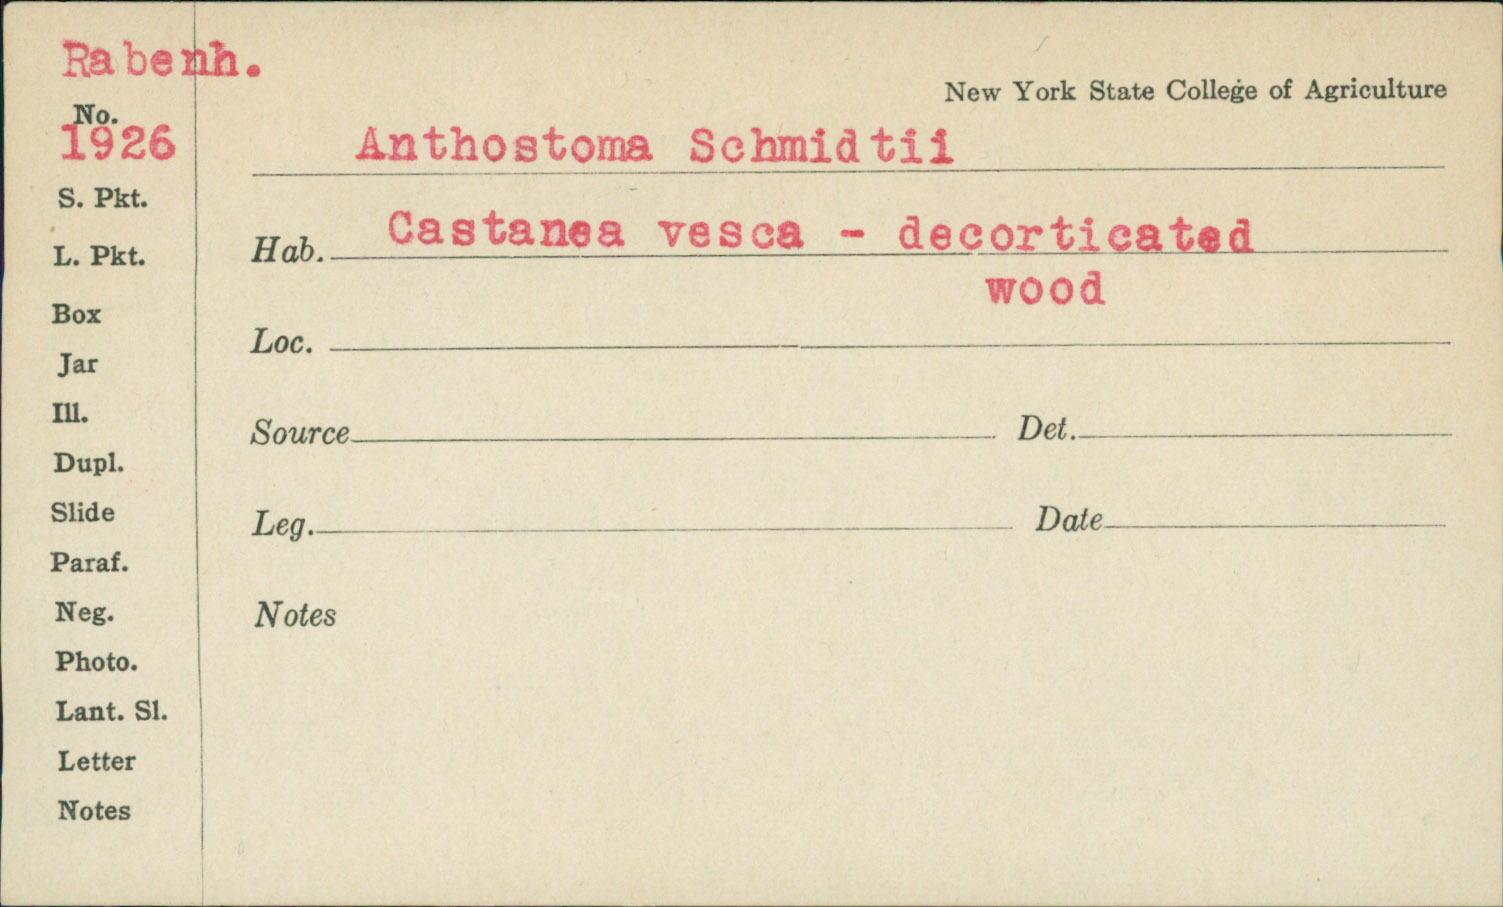 Rabenh.
New York State College of Agriculture
No.
1926
Anthostoma Schmidtii
S. Pkt.
Hab. Castanea vesca - decorticated
wood
L. Pkt.
Box
Loc.
Jar
Ill.
Source Det.
Dupl.
Slide
Leg. Date
Paraf.
Neg.
Notes
Photo.
Lant. Sl.
Letter
Notes